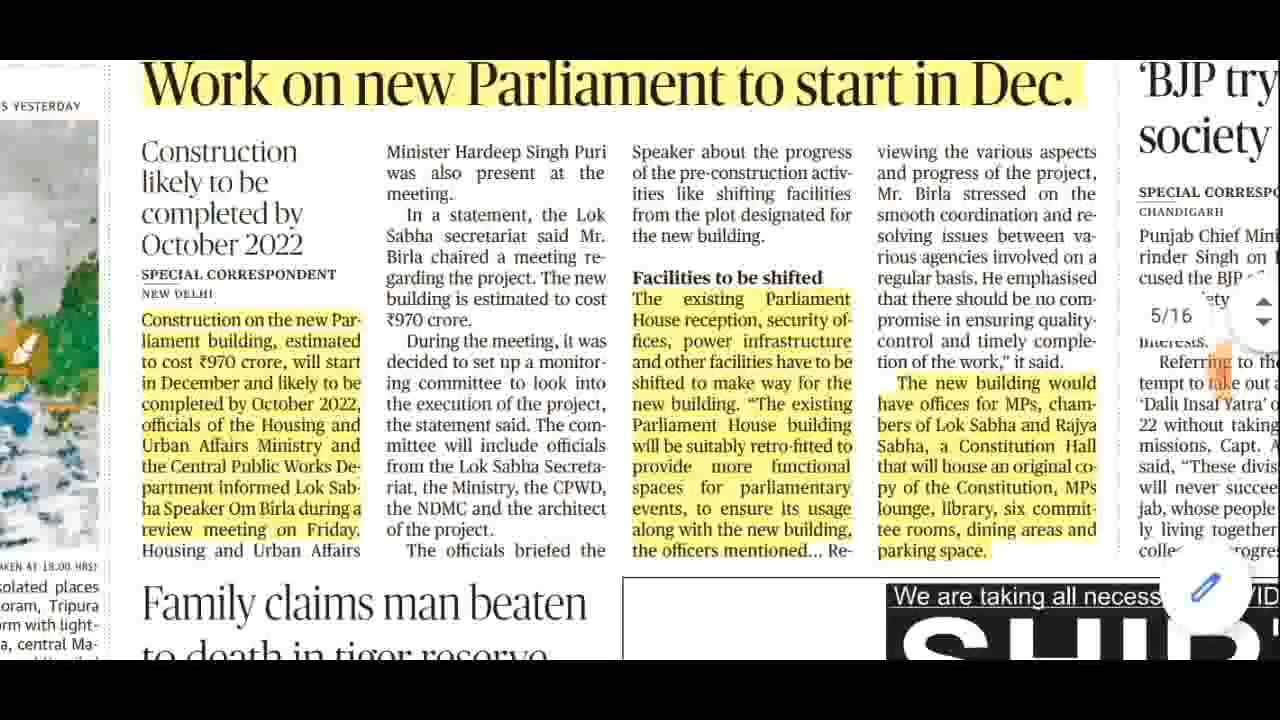 S YESTERDAY
AKEN AT 18.00 HRS)
solated places
oram, Tripura
rm with light-
a, central Ma-
Work on new Parliament to start in Dec.
Construction
likely to be
completed by
October 2022
SPECIAL CORRESPONDENT
NEW DELHI
Construction on the new Par-
liament building, estimated
to cost ₹970 crore, will start
in December and likely to be
completed by October 2022,
officials of the Housing and
Urban Affairs Ministry and
the Central Public Works De-
partment informed Lok Sab-
ha Speaker Om Birla during a
review meeting on Friday.
Housing and Urban Affairs
Minister Hardeep Singh Puri
was also present at the
meeting.
In a statement, the Lok
Sabha secretariat said Mr.
Birla chaired a meeting re-
garding the project. The new
building is estimated to cost
₹970 crore.
During the meeting, it was
decided to set up a monitor-
ing committee to look into
the execution of the project,
the statement said. The com-
mittee will include officials
from the Lok Sabha Secreta-
riat, the Ministry, the CPWD,
the NDMC and the architect
of the project.
The officials briefed the
Speaker about the progress
of the pre-construction activ-
ities like shifting facilities
from the plot designated for
the new building.
Facilities to be shifted
The existing Parliament
House reception, security of-
fices, power infrastructure
and other facilities have to be
shifted to make way for the
new building. “The existing
Parliament House building
will be suitably retro-fitted to
provide more functional
spaces for parliamentary
events, to ensure its usage
along with the new building,
the officers mentioned... Re-
viewing the various aspects
and progress of the project,
Mr. Birla stressed on the
smooth coordination and re-
solving issues between va-
rious agencies involved on a
regular basis. He emphasised
that there should be no com-
promise in ensuring quality-
control and timely comple-
tion of the work,” it said.
The new building would
have offices for MPs, cham-
bers of Lok Sabha and Rajya
Sabha, a Constitution Hall
that will house an original co-
py of the Constitution, MPs
lounge, library, six commit-
tee rooms, dining areas and
parking space.
‘BJP try
society
SPECIAL CORRESPO
CHANDIGARH
Punjab Chief Mini
rinder Singh on
cused the BJP
5/16
interests.
Referring to the
tempt to take out a
‘Dalit Insaf Yatra’ o
22 without taking
missions, Capt. A
said, “These divis
will never succee
jab, whose people
ly living together
colle progres
Family claims man beaten
to death in tiger reserve
We are taking all necess VID